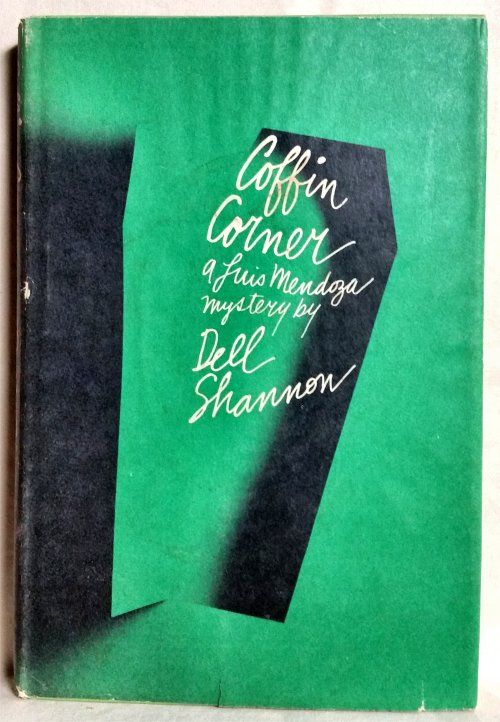 Coffin
Corner
a Luis Mendoza
mystery by
Dell
Shannon